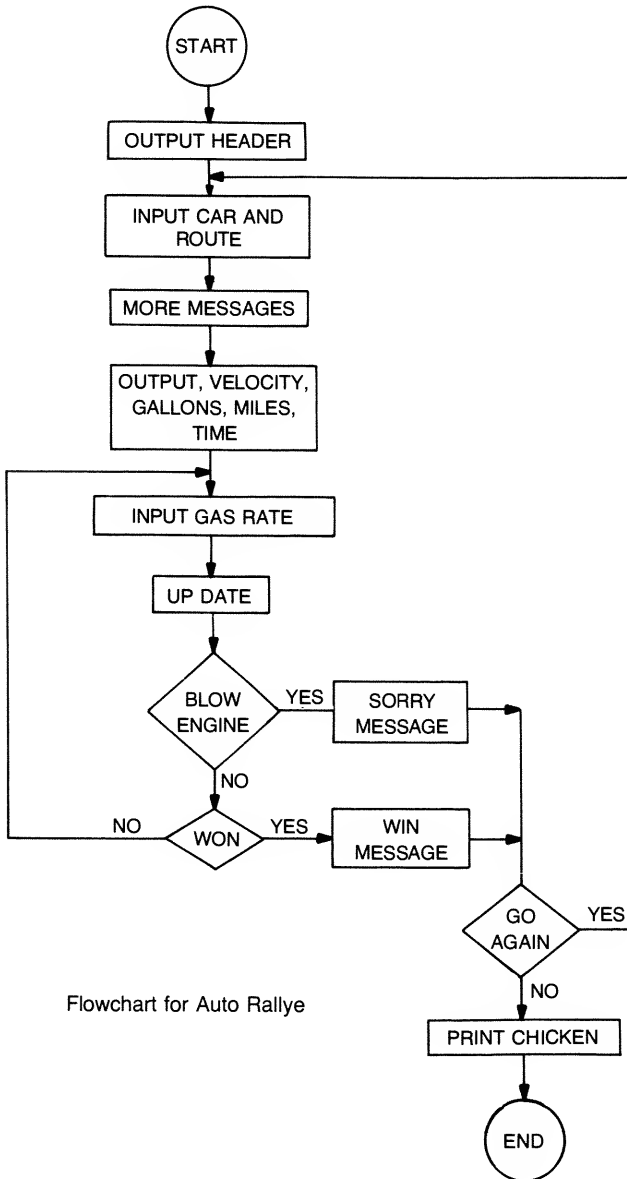 START
OUTPUT HEADER
INPUT CAR AND
ROUTE
MORE MESSAGES
OUTPUT, VELOCITY,
GALLONS, MILES,
TIME
INPUT GAS RATE
UP DATE
BLOW
ENGINE
YES
SORRY
MESSAGE
NO
NO
WON
YES
WIN
MESSAGE
GO
AGAIN
YES
NO
Flowchart for Auto Rallye
PRINT CHICKEN
END